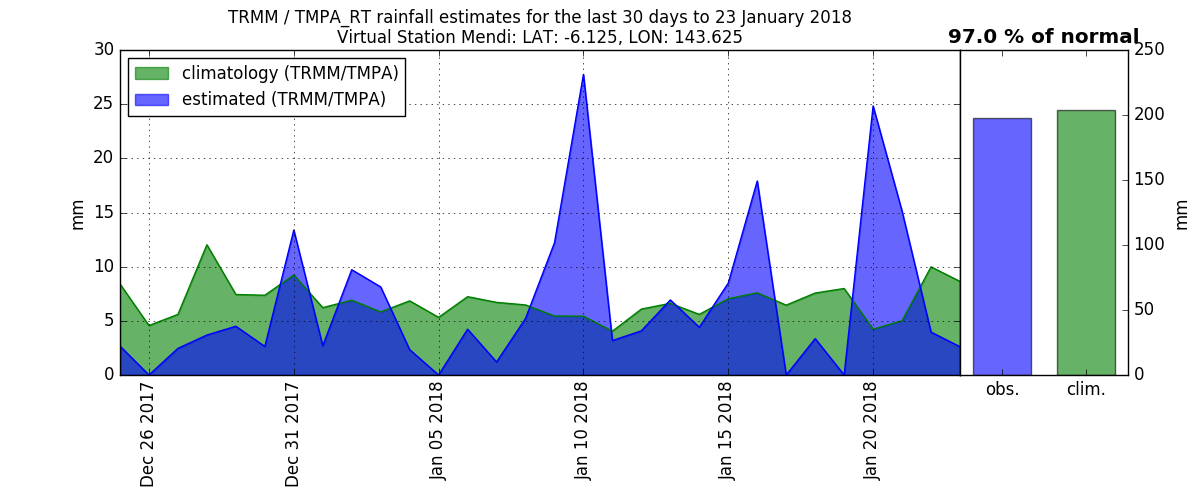 TRMM / TMPA_RT rainfall estimates for the last 30 days to 23 January 2018
Virtual Station Mendi: LAT: -6.125, LON: 143.625
97.0 % of normal
climatology (TRMM/TMPA)
estimated (TRMM/TMPA)
30
25
20
15
10
5
0
mm
Dec 26 2017
Dec 31 2017
Jan 05 2018
Jan 10 2018
Jan 15 2018
Jan 20 2018
250
200
150
100
50
0
mm
obs.
clim.